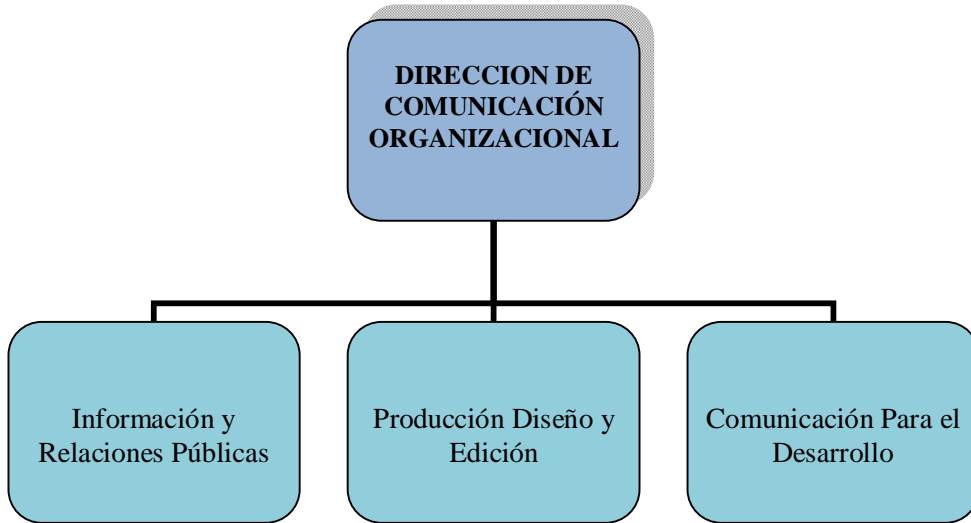 DIRECCION DE
COMUNICACIÓN
ORGANIZACIONAL
Información y
Relaciones Públicas
Producción Diseño y
Edición
Comunicación Para el
Desarrollo